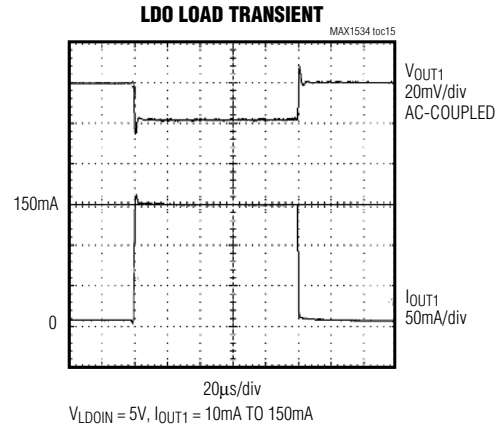 LDO LOAD TRANSIENT
MAX1534 toc15
VOUT1
20mV/div
AC-COUPLED
150mA
0
IOUT1
50mA/div
20µs/div
VLDOIN = 5V, IOUT1 = 10mA TO 150mA